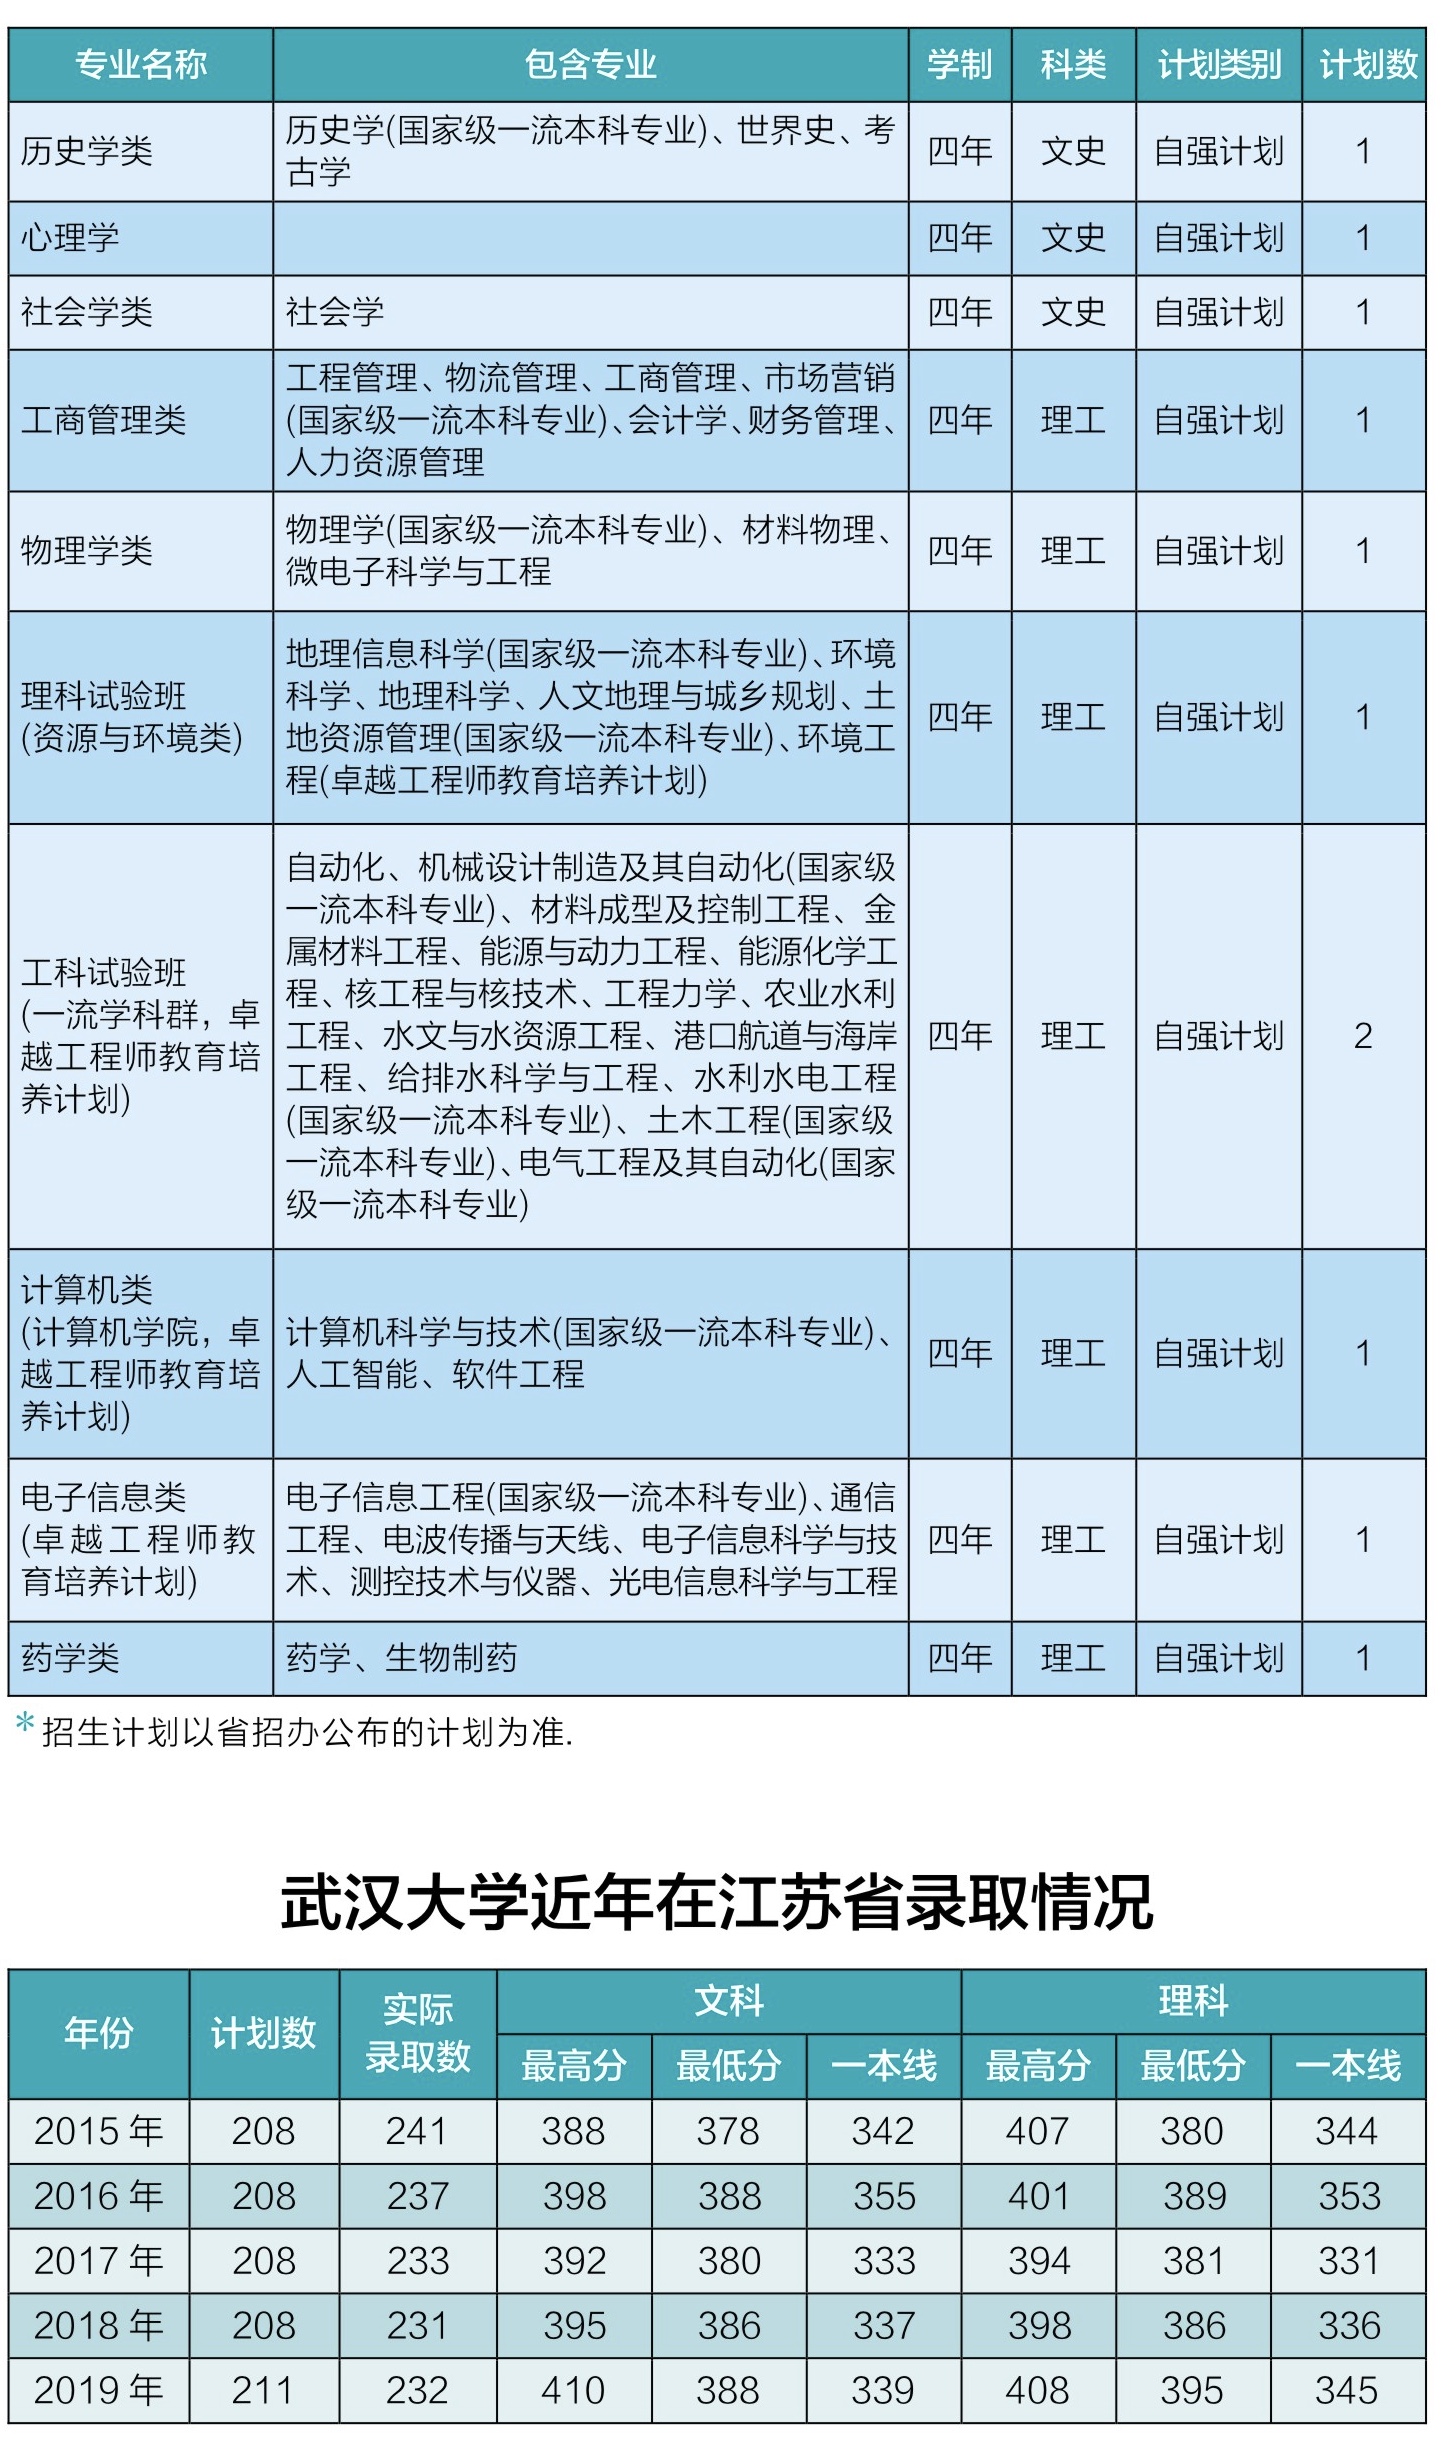 专业名称 包含专业 学制 科类 计划类别 计划数
历史学类 历史学(国家级一流本科专业)、世界史、考
古学 四年 文史 自强计划 1
心理学 四年 文史 自强计划 1
社会学类 社会学 四年 文史 自强计划 1
工商管理类 工程管理、物流管理、工商管理、市场营销
(国家级一流本科专业)、会计学、财务管理、
人力资源管理 四年 理工 自强计划 1
物理学类 物理学(国家级一流本科专业)、材料物理、
微电子科学与工程 四年 理工 自强计划 1
理科试验班
(资源与环境类)
地理信息科学(国家级一流本科专业)、环境
科学、地理科学、人文地理与城乡规划、土
地资源管理(国家级一流本科专业)、环境工
程(卓越工程师教育培养计划)
四年 理工 自强计划 1
工科试验班
(一流学科群，卓
越工程师教育培
养计划)
自动化、机械设计制造及其自动化(国家级
一流本科专业)、材料成型及控制工程、金
属材料工程、能源与动力工程、能源化学工
程、核工程与核技术、工程力学、农业水利
工程、水文与水资源工程、港口航道与海岸
工程、给排水科学与工程、水利水电工程
(国家级一流本科专业)、土木工程(国家级
一流本科专业)、电气工程及其自动化(国家
级一流本科专业)
四年 理工 自强计划 2
计算机类
(计算机学院，卓
越工程师教育培
养计划)
计算机科学与技术(国家级一流本科专业)、
人工智能、软件工程
四年 理工 自强计划 1
电子信息类
(卓越工程师教
育培养计划)
电子信息工程(国家级一流本科专业)、通信
工程、电波传播与天线、电子信息科学与技
术、测控技术与仪器、光电信息科学与工程
四年 理工 自强计划 1
药学类 药学、生物制药 四年 理工 自强计划 1
*招生计划以省招办公布的计划为准.
武汉大学近年在江苏省录取情况
年份 计划数 实际
录取数 文科 理科
最高分 最低分 一本线 最高分 最低分 一本线
2015年 208 241 388 378 342 407 380 344
2016年 208 237 398 388 355 401 389 353
2017年 208 233 392 380 333 394 381 331
2018年 208 231 395 386 337 398 386 336
2019年 211 232 410 388 339 408 395 345